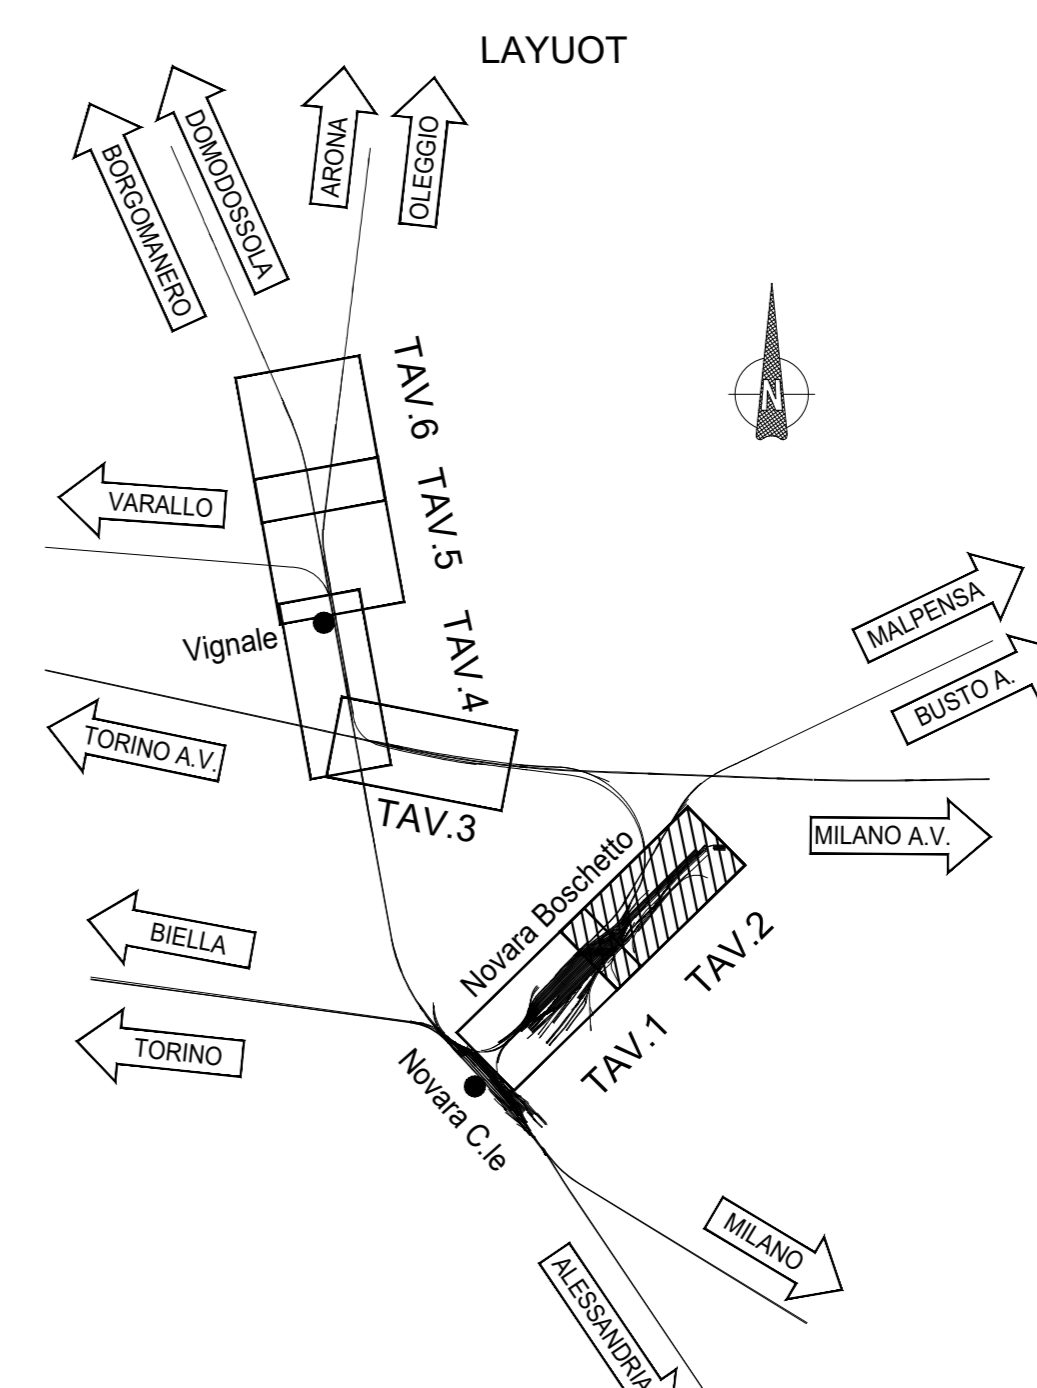 LAYUOT
BORGOMANERO
DOMODOSSOLA
ARONA
OLEGGIO
N
TAV.6
VARALLO
TAV.5
MALPENSA
Vignale
TAV.4
BUSTO A.
TORINO A.V.
TAV.3
MILANO A.V.
Novara Boschetto
BIELLA
TAV.2
TORINO
TAV.1
Novara C.le
MILANO
ALESSANDRIA